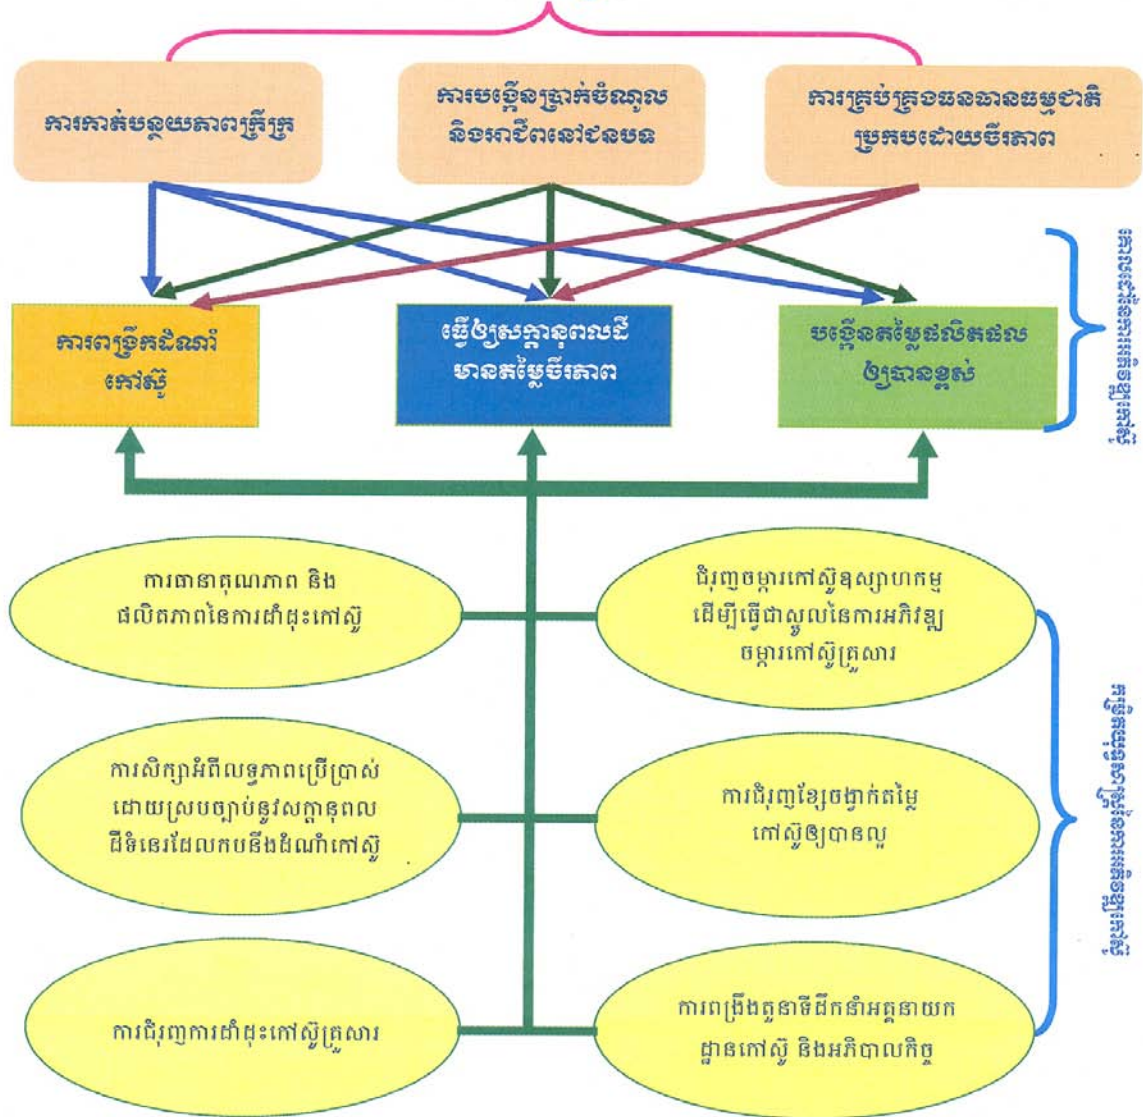 ការកាត់បន្ថយភាពក្រីក្រ
ការបង្កើនប្រាក់ចំណូល
និងអាជីពនៅជនបទ
ការគ្រប់គ្រងធនធានធម្មជាតិ
ប្រកបដោយចីរភាព
ការពង្រីកដំណាំ
កៅស៊ូ
ធ្វើឲ្យសក្តានុពលដី
មានតម្លៃចីរភាព
បង្កើនតម្លៃផលិតផល
ឲ្យបានខ្ពស់
គោលដៅនៃការអភិវឌ្ឍកៅស៊ូ
ការធានាគុណភាព និង
ផលិតភាពនៃការដាំដុះកៅស៊ូ
ជំរុញចម្ការកៅស៊ូឧស្សាហកម្ម
ដើម្បីធ្វើជាស្នូលនៃការអភិវឌ្ឍ
ចម្ការកៅស៊ូគ្រួសារ
ការសិក្សាអំពីលទ្ធភាពប្រើប្រាស់
ដោយស្របច្បាប់នូវសក្តានុពល
ដីទំនេរដែលកបនឹងដំណាំកៅស៊ូ
ការជំរុញខ្សែចង្វាក់តម្លៃ
កៅស៊ូឲ្យបានល្អ
ការជំរុញការដាំដុះកៅស៊ូគ្រួសារ
ការពង្រឹងតួនាទីដឹកនាំអគ្គនាយក
ដ្ឋានកៅស៊ូ និងអភិបាលកិច្ច